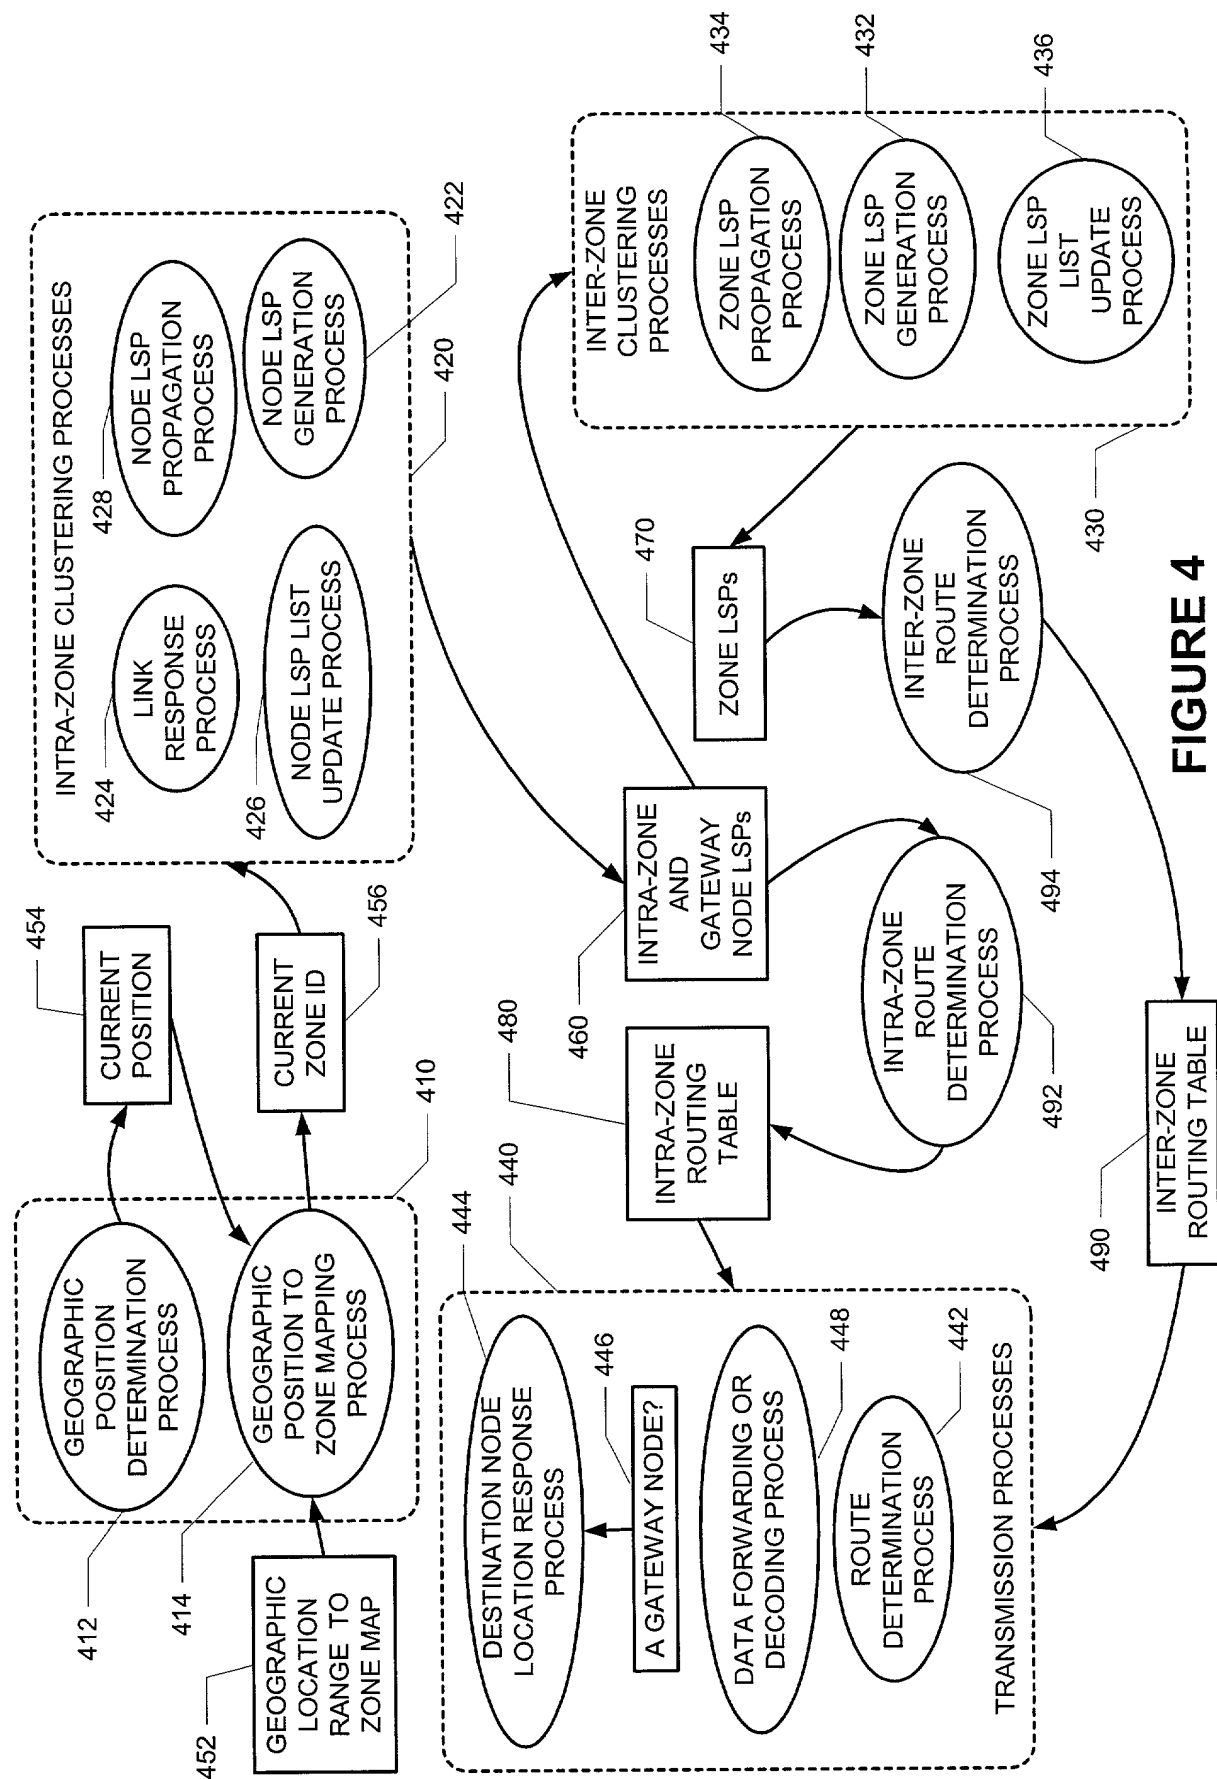 454
CURRENT
POSITION
CURRENT
ZONE ID
456
410
GEOGRAPHIC
POSITION
DETERMINATION
PROCESS
GEOGRAPHIC
POSITION TO
ZONE MAPPING
PROCESS
412
414
452
GEOGRAPHIC
LOCATION
RANGE TO
ZONE MAP
INTRA-ZONE CLUSTERING PROCESSES
428
NODE LSP
PROPAGATION
PROCESS
NODE LSP
GENERATION
PROCESS
422
424
LINK
RESPONSE
PROCESS
426
NODE LSP LIST
UPDATE PROCESS
420
444
440
DESTINATION NODE
LOCATION RESPONSE
PROCESS
446
A GATEWAY NODE?
DATA FORWARDING OR
DECODING PROCESS
448
ROUTE
DETERMINATION
PROCESS
442
TRANSMISSION PROCESSES
480
INTRA-ZONE
ROUTING
TABLE
460
INTRA-ZONE
AND
GATEWAY
NODE LSPs
INTRA-ZONE
ROUTE
DETERMINATION
PROCESS
492
470
ZONE LSPs
INTER-ZONE
ROUTE
DETERMINATION
PROCESS
494
INTER-ZONE
CLUSTERING
PROCESSES
434
ZONE LSP
PROPAGATION
PROCESS
432
ZONE LSP
GENERATION
PROCESS
436
ZONE LSP
LIST
UPDATE
PROCESS
430
490
INTER-ZONE
ROUTING TABLE
FIGURE 4